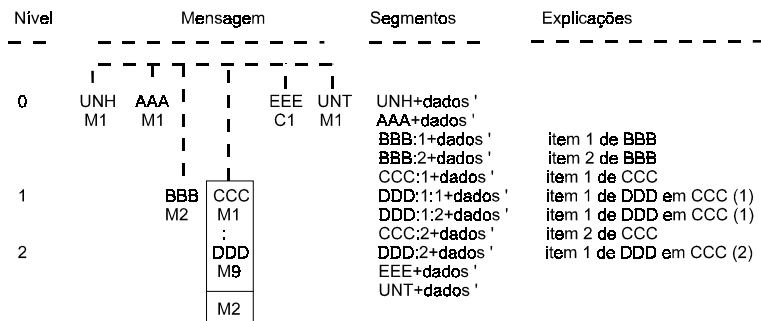 Nível Mensagem Segmentos Explicações
0 UNH AAA EEE UNT UNH+dados '
M1 M1 C1 M1 AAA+dados '
BBB:1+dados ' item 1 de BBB
BBB:2+dados ' item 2 de BBB
CCC:1+dados ' item 1 de CCC
1 BBB CCC DDD:1:1+dados ' item 1 de DDD em CCC (1)
M2 M1 DDD:1:2+dados ' item 1 de DDD em CCC (1)
: CCC:2+dados ' item 2 de CCC
2 DDD DDD:2+dados ' item 1 de DDD em CCC (2)
M9 EEE+dados '
UNT+dados '
M2